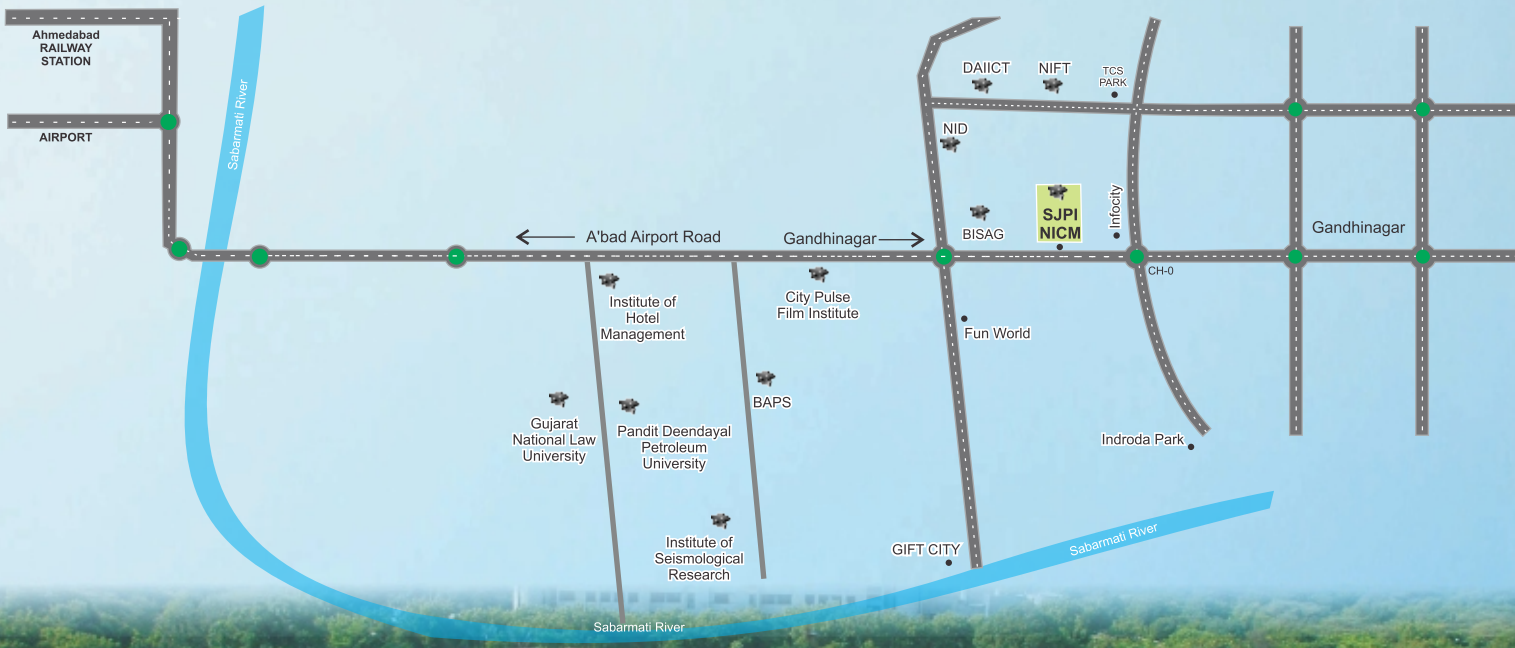 Ahmedabad
RAILWAY
STATION
AIRPORT
Sabarmati River
DAIICT
NIFT
TCS
PARK
NID
BISAG
SJPI
NICM
Infocity
A'bad Airport Road
Gandhinagar
Gandhinagar
CH-0
Institute of
Hotel
Management
City Pulse
Film Institute
Fun World
BAPS
Gujarat
National Law
University
Pandit Deendayal
Petroleum
University
Indroda Park
Institute of
Seismological
Research
GIFT CITY
Sabarmati River
Sabarmati River